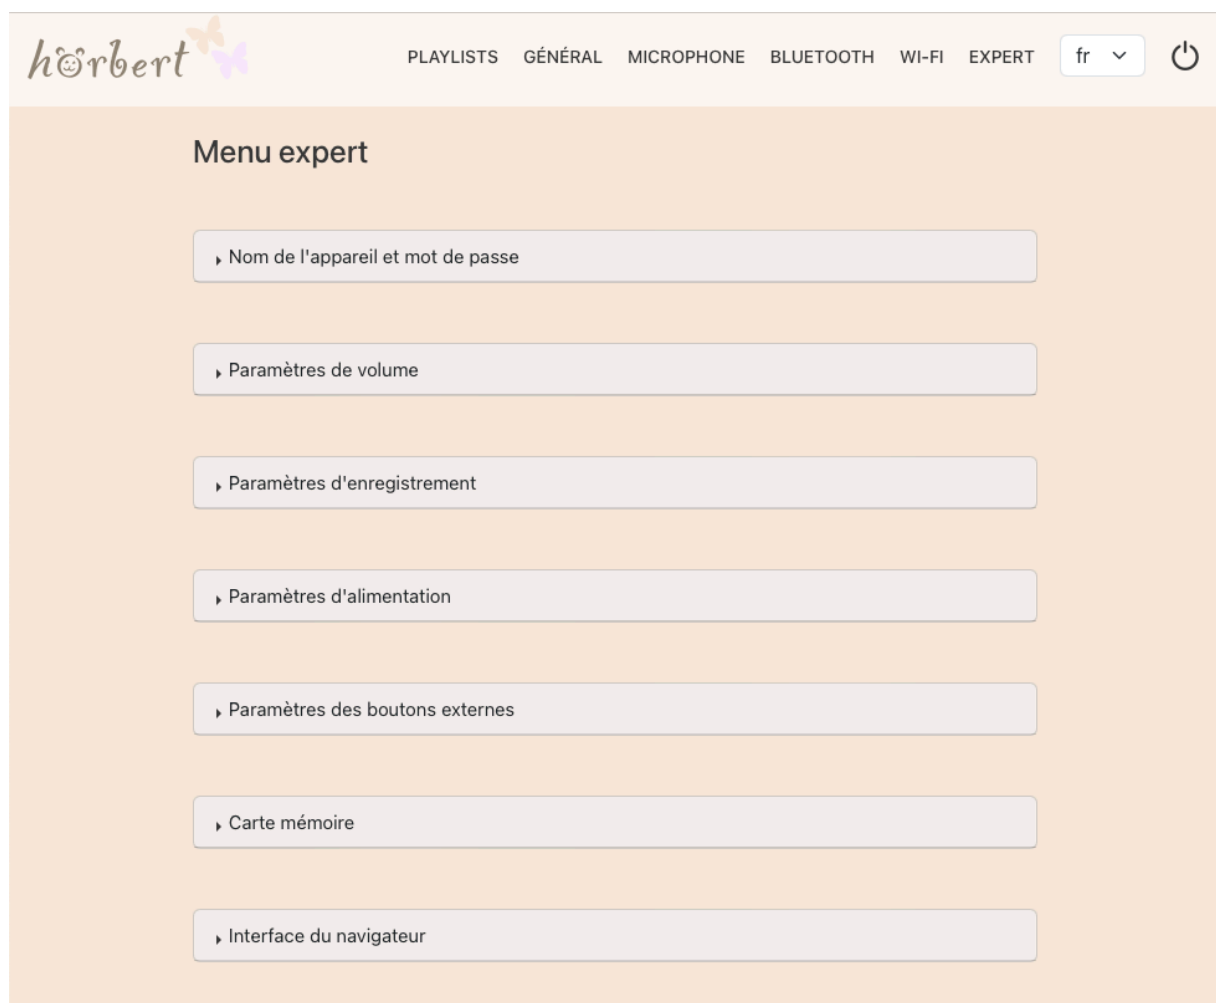 hörbert
PLAYLISTS GÉNÉRAL MICROPHONE BLUETOOTH WI-FI EXPERT fr
Menu expert
Nom de l'appareil et mot de passe
Paramètres de volume
Paramètres d'enregistrement
Paramètres d'alimentation
Paramètres des boutons externes
Carte mémoire
Interface du navigateur